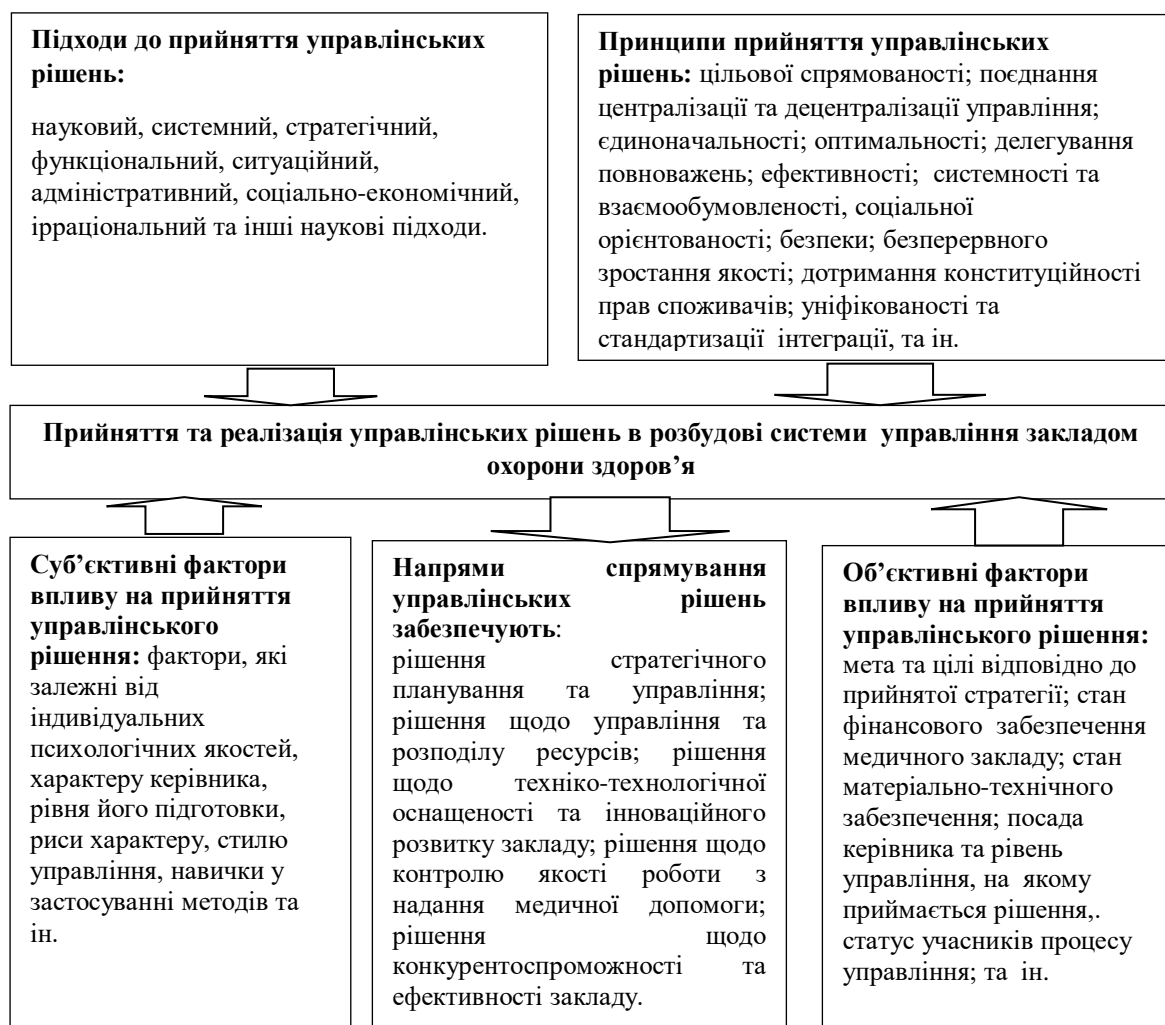 Підходи до прийняття управлінських
рішень:
науковий, системний, стратегічний,
функціональний, ситуаційний,
адміністративний, соціально-економічний,
ірраціональний та інші наукові підходи.
Принципи прийняття управлінських
рішень: цільової спрямованості; поєднання
централізації та децентралізації управління;
єдиноначальності; оптимальності; делегування
повноважень; ефективності; системності та
взаємообумовленості, соціальної
орієнтованості; безпеки; безперервного
зростання якості; дотримання конституційності
прав споживачів; уніфікованості та
стандартизації інтеграції, та ін.
Прийняття та реалізація управлінських рішень в розбудові системи управління закладом
охорони здоров’я
Суб’єктивні фактори
впливу на прийняття
управлінського
рішення: фактори, які
залежні від
індивідуальних
психологічних якостей,
характеру керівника,
рівня його підготовки,
риси характеру, стилю
управління, навички у
застосуванні методів та
ін.
Напрями спрямування
управлінських рішень
забезпечують:
рішення стратегічного
планування та управління;
рішення щодо управління та
розподілу ресурсів; рішення
щодо техніко-технологічної
оснащеності та інноваційного
розвитку закладу; рішення щодо
контролю якості роботи з
надання медичної допомоги;
рішення щодо
конкурентоспроможності та
ефективності закладу.
Об’єктивні фактори
впливу на прийняття
управлінського рішення:
мета та цілі відповідно до
прийнятої стратегії; стан
фінансового забезпечення
медичного закладу; стан
матеріально-технічного
забезпечення; посада
керівника та рівень
управління, на якому
приймається рішення,.
статус учасників процесу
управління; та ін.